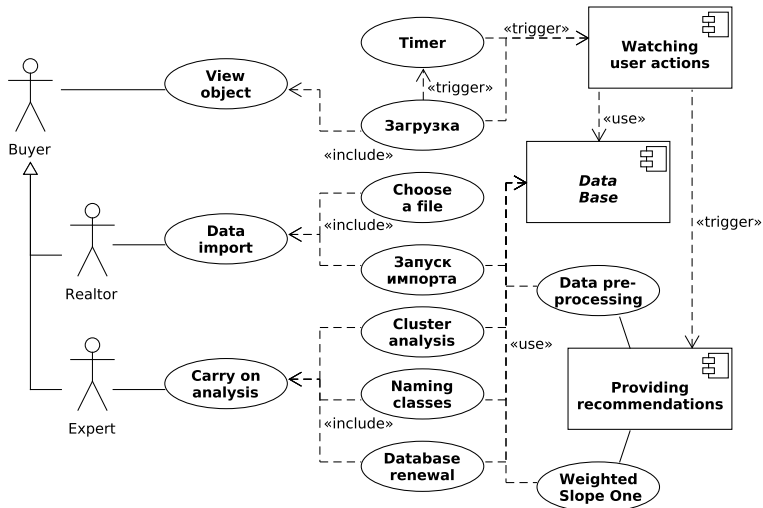 Timer
«trigger»
Watching
user actions
View
object
«trigger»
Загрузка
«use»
Buyer
«include»
Choose
a file
Data
Base
«include»
«trigger»
Data
import
Запуск
импорта
Data pre-
processing
Realtor
Cluster
analysis
«use»
Carry on
analysis
Naming
classes
Providing
recommendations
«include»
Expert
Database
renewal
Weighted
Slope One